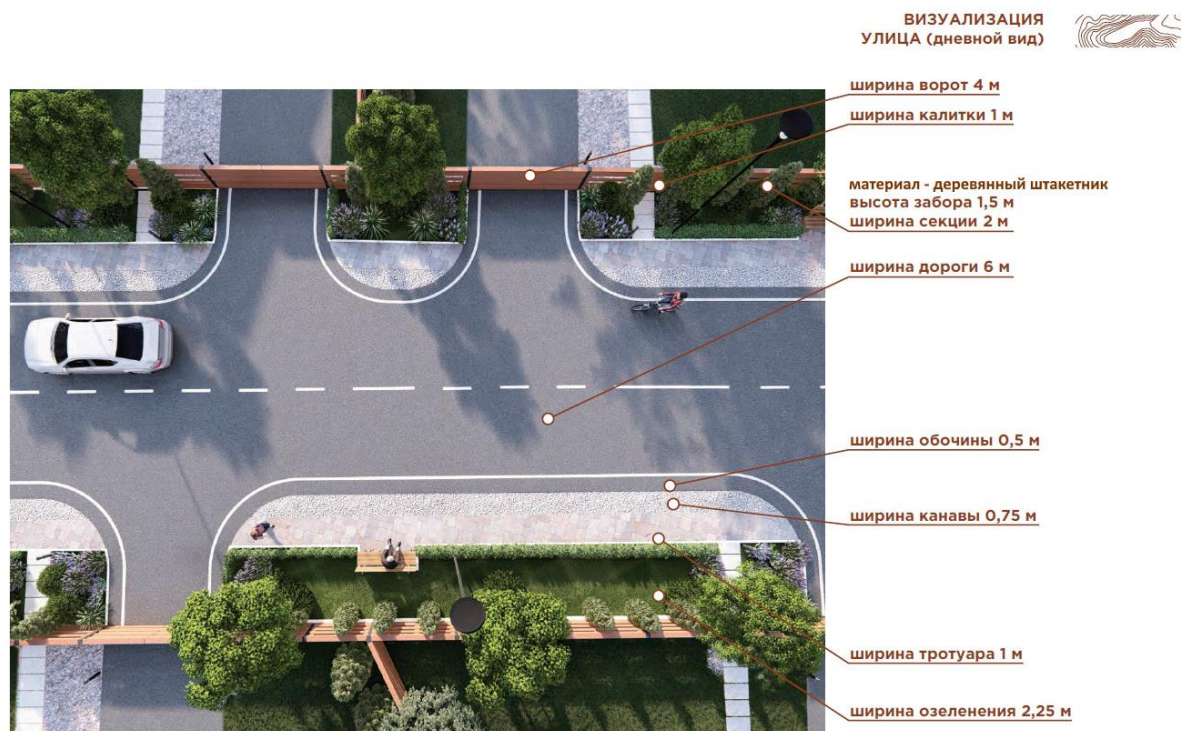 ВИЗУАЛИЗАЦИЯ
УЛИЦА (дневной вид)
ширина ворот 4 м
ширина калитки 1 м
материал - деревянный штакетник
высота забора 1,5 м
ширина секции 2 м
ширина дороги 6 м
ширина обочины 0,5 м
ширина канавы 0,75 м
ширина тротуара 1 м
ширина озеленения 2,25 м